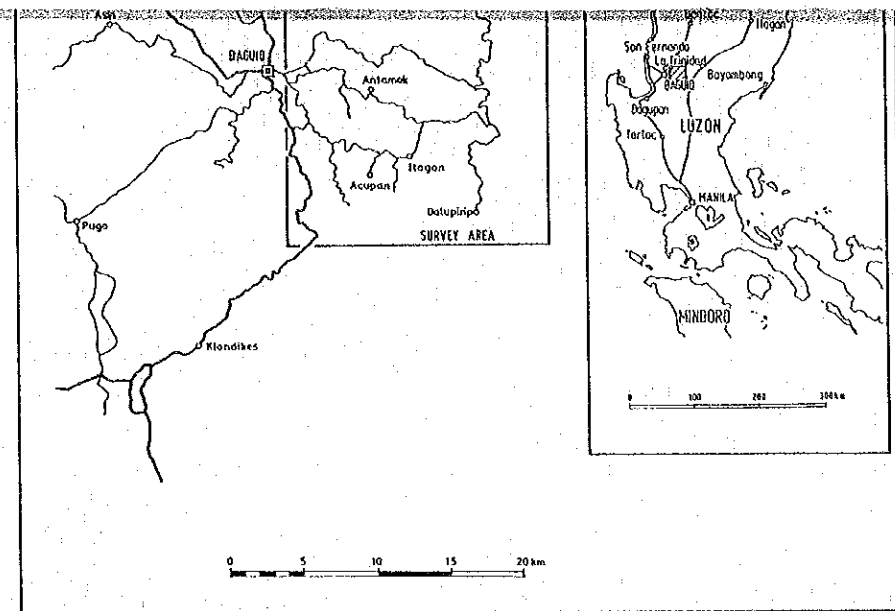 Asin
BAGUIO
Antamok
Itogon
Acupan
Dalupiripo
SURVEY AREA
Pugo
Klondikes
0 5 10 15 20 km
Ilagan
San Fernando
La Trinidad
BAGUIO
Bayombong
Dagupan
Tarlac
LUZON
MANILA
MINDORO
0 100 200 300 km